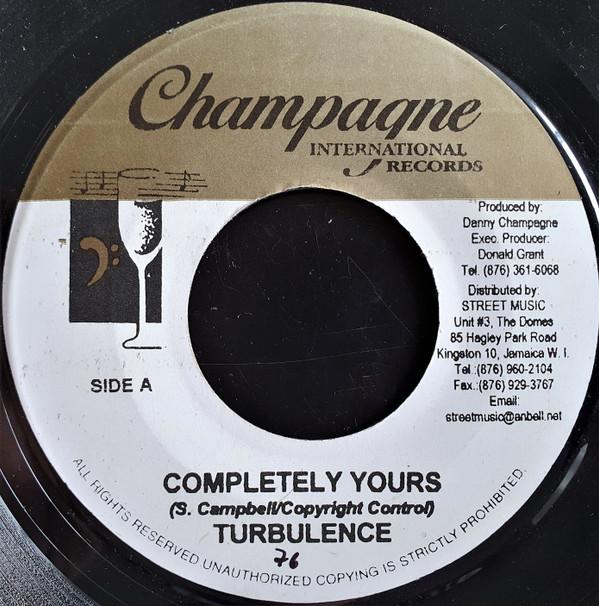 Champagne
INTERNATIONAL
RECORDS
Produced by:
Danny Champagne
Exec. Producer:
Donald Grant
Tel. (876) 361-6068
Distributed by:
STREET MUSIC
Unit #3, The Domes
85 Hagley Park Road
Kingston 10, Jamaica W. I.
Tel.:(876) 960-2104
Fax.:(876) 929-3767
Email:
streetmusic@anbell.net
SIDE A
COMPLETELY YOURS
(S. Campbell/Copyright Control)
TURBULENCE
76
ALL RIGHTS RESERVED UNAUTHORIZED COPYING IS STRICTLY PROHIBITED.